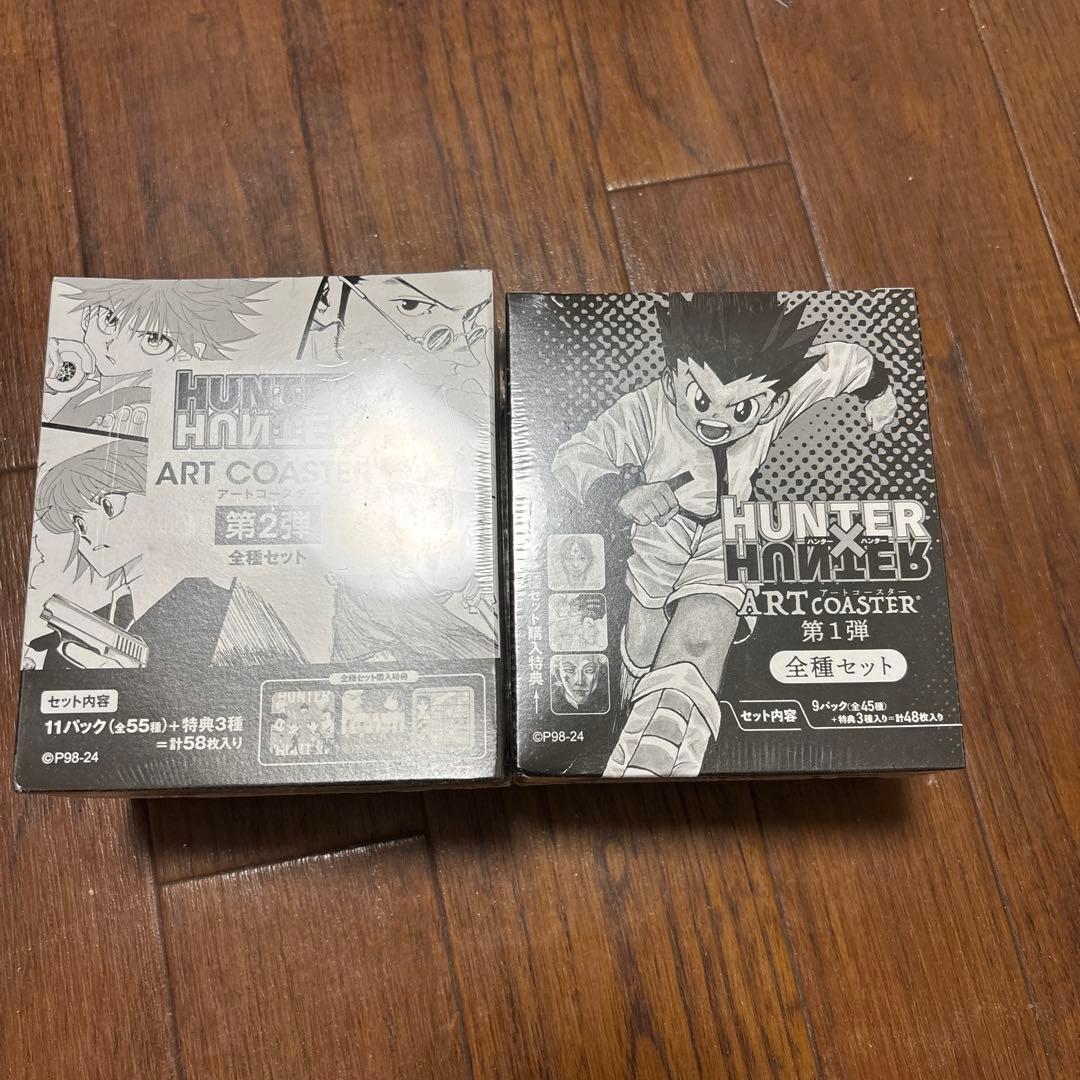 HUNTER
HUNTER
ART COASTER
アートコースター
第2弾
全種セット
セット内容
11パック(全55種)+特典3種
=計58枚入り
©P98-24
全種セット購入特典
HUNTER
HUNTER
HUNTER
×
ハンター ハンター
HUNTER
アートコースター
ART COASTER®
第1弾
全種セット
セット購入特典
セット内容
9パック(全45種)
+特典3種入り=計48枚入り
©P98-24